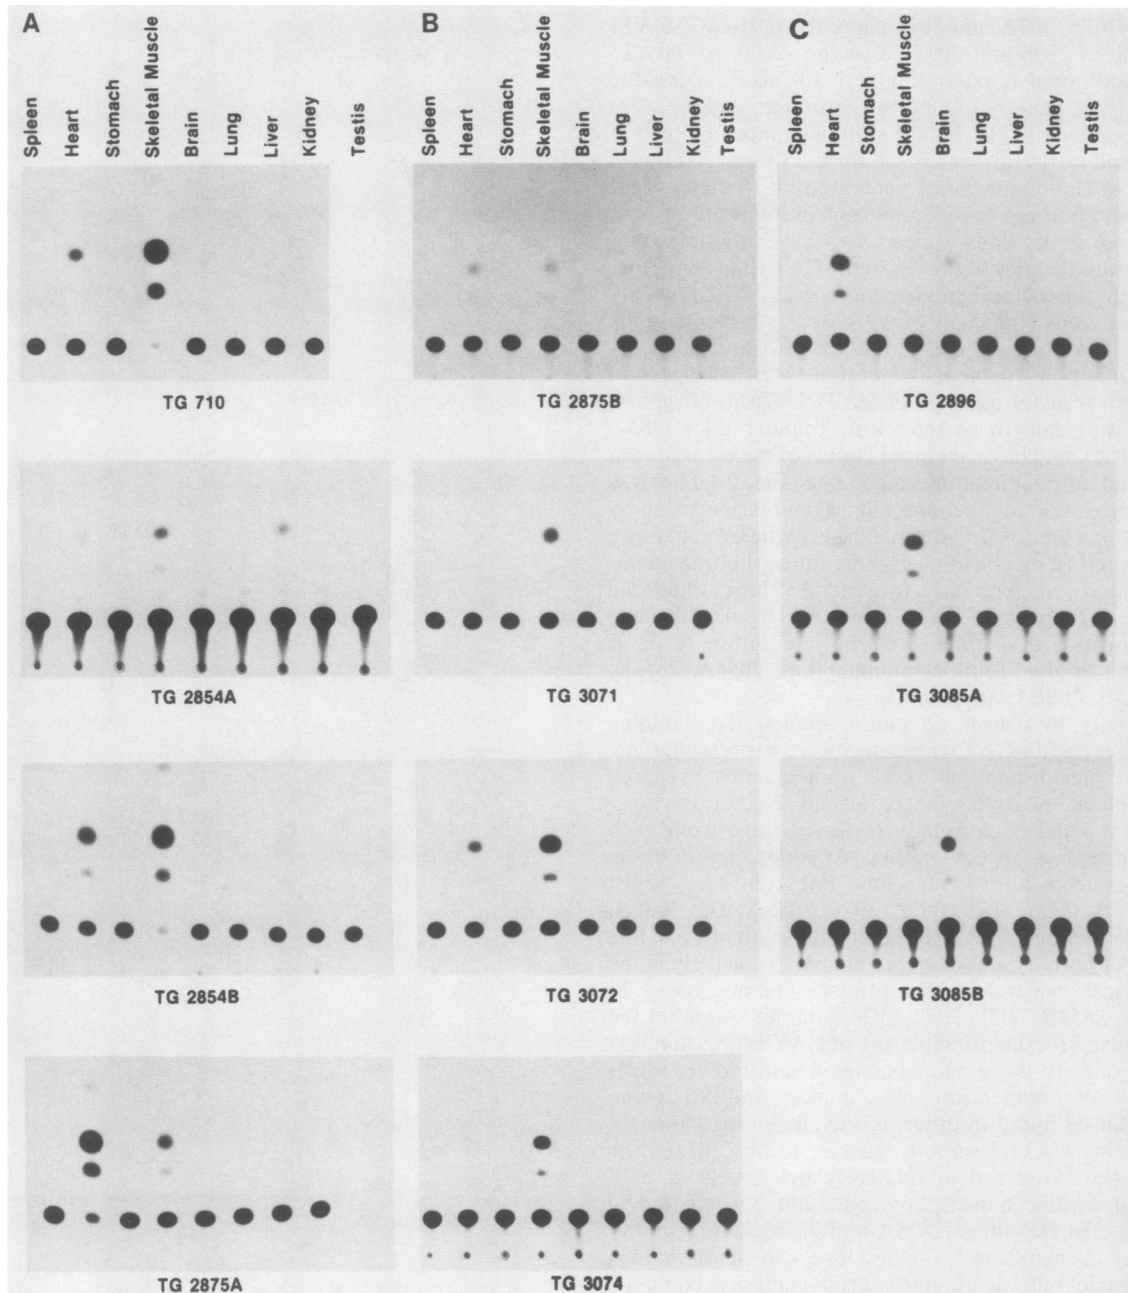 A
Spleen
Heart
Stomach
Skeletal Muscle
Brain
Lung
Liver
Kidney
Testis
B
Spleen
Heart
Stomach
Skeletal Muscle
Brain
Lung
Liver
Kidney
Testis
C
Spleen
Heart
Stomach
Skeletal Muscle
Brain
Lung
Liver
Kidney
Testis
TG 710
TG 2875B
TG 2896
TG 2854A
TG 3071
TG 3085A
TG 2854B
TG 3072
TG 3085B
TG 2875A
TG 3074